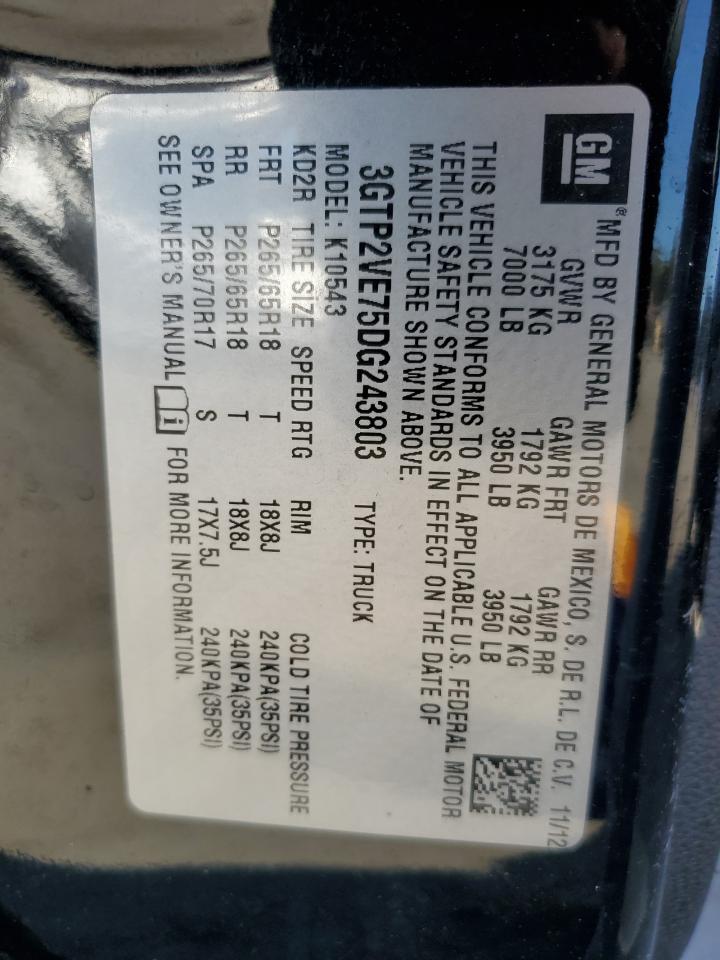 GM ®MFD BY GENERAL MOTORS DE MEXICO, S. DE R.L. DE C.V. 11/12
GVWR GAWR FRT GAWR RR
3175 KG 1792 KG 1792 KG
7000 LB 3950 LB 3950 LB
THIS VEHICLE CONFORMS TO ALL APPLICABLE U.S. FEDERAL MOTOR
VEHICLE SAFETY STANDARDS IN EFFECT ON THE DATE OF
MANUFACTURE SHOWN ABOVE.
3GTP2VE75DG243803 TYPE: TRUCK
MODEL: K10543
KD2R TIRE SIZE SPEED RTG RIM COLD TIRE PRESSURE
FRT P265/65R18 T 18X8J 240KPA(35PSI)
RR P265/65R18 T 18X8J 240KPA(35PSI)
SPA P265/70R17 S 17X7.5J 240KPA(35PSI)
SEE OWNER'S MANUAL FOR MORE INFORMATION.